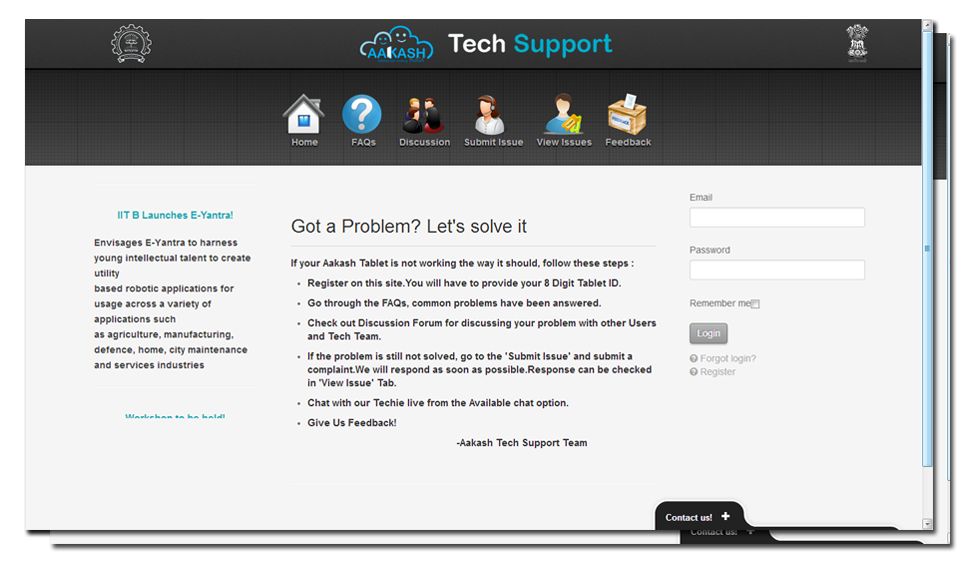 AAKASH Tech Support
Home
FAQs
Discussion
Submit Issue
View Issues
Feedback
IIT B Launches E-Yantra!
Envisages E-Yantra to harness
young intellectual talent to create
utility
based robotic applications for
usage across a variety of
applications such
as agriculture, manufacturing,
defence, home, city maintenance
and services industries
Workshop to be held!
Got a Problem? Let's solve it
If your Aakash Tablet is not working the way it should, follow these steps :
Register on this site.You will have to provide your 8 Digit Tablet ID.
Go through the FAQs, common problems have been answered.
Check out Discussion Forum for discussing your problem with other Users
and Tech Team.
If the problem is still not solved, go to the 'Submit Issue' and submit a
complaint.We will respond as soon as possible.Response can be checked
in 'View Issue' Tab.
Chat with our Techie live from the Available chat option.
Give Us Feedback!
-Aakash Tech Support Team
Email
Password
Remember me
Login
Forgot login?
Register
Contact us! +
Contact us!